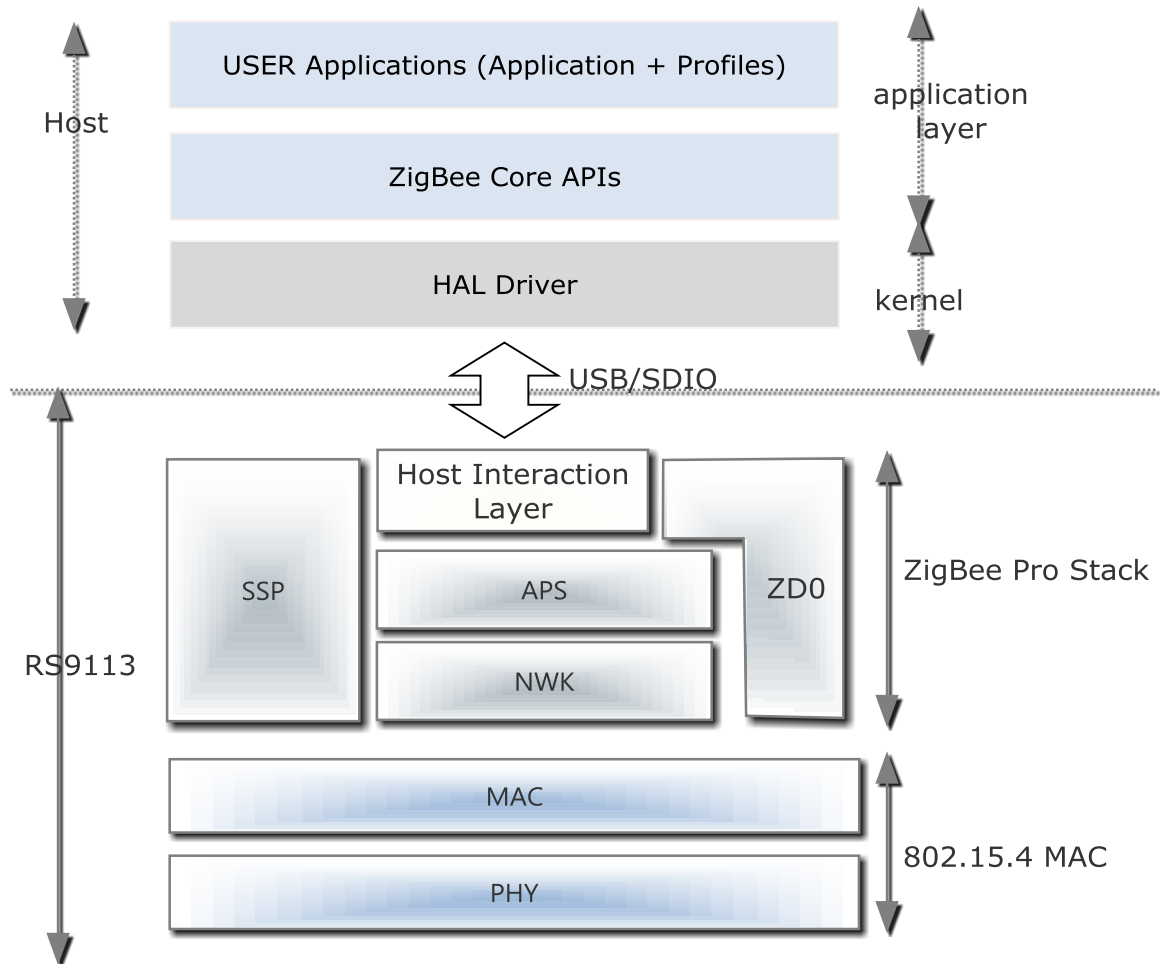 USER Applications (Application + Profiles)
application
layer
Host
ZigBee Core APIs
HAL Driver
kernel
USB/SDIO
Host Interaction
Layer
SSP
APS
ZD0
ZigBee Pro Stack
NWK
RS9113
MAC
802.15.4 MAC
PHY